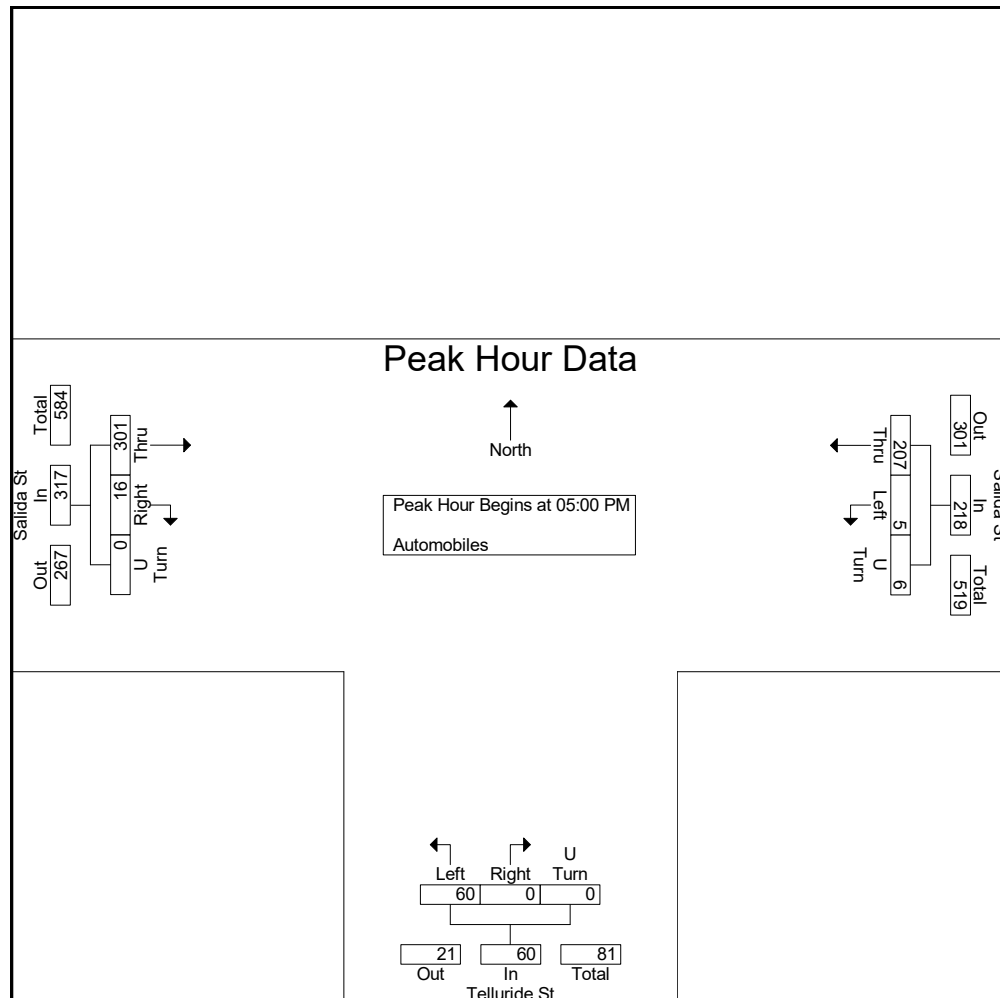 Peak Hour Data
North
Peak Hour Begins at 05:00 PM
Automobiles
Salida St
Total
584
In
317
Out
267
Thru
301
Right
16
U
Turn
0
Thru
207
Left
5
U
Turn
6
Out
301
In
218
Total
519
Salida St
Left
60
Right
0
U
Turn
0
21
Out
60
In
81
Total
Telluride St